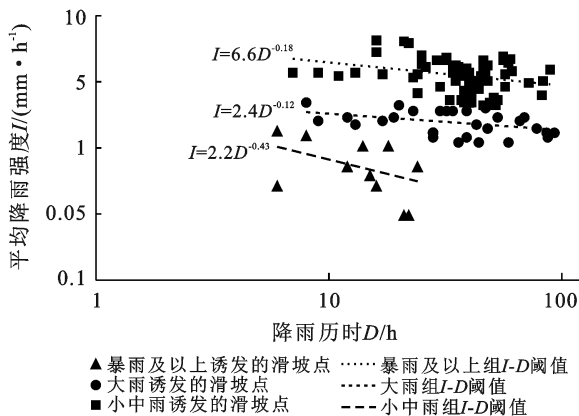 10
I=6.6D-0.18
5
I=2.4D-0.12
1
I=2.2D-0.43
0.05
0.1
平均降雨强度I/(mm·h-1)
1 10 100
降雨历时D/h
暴雨及以上诱发的滑坡点 暴雨及以上组I-D阈值
大雨诱发的滑坡点 大雨组I-D阈值
小中雨诱发的滑坡点 小中雨组I-D阈值